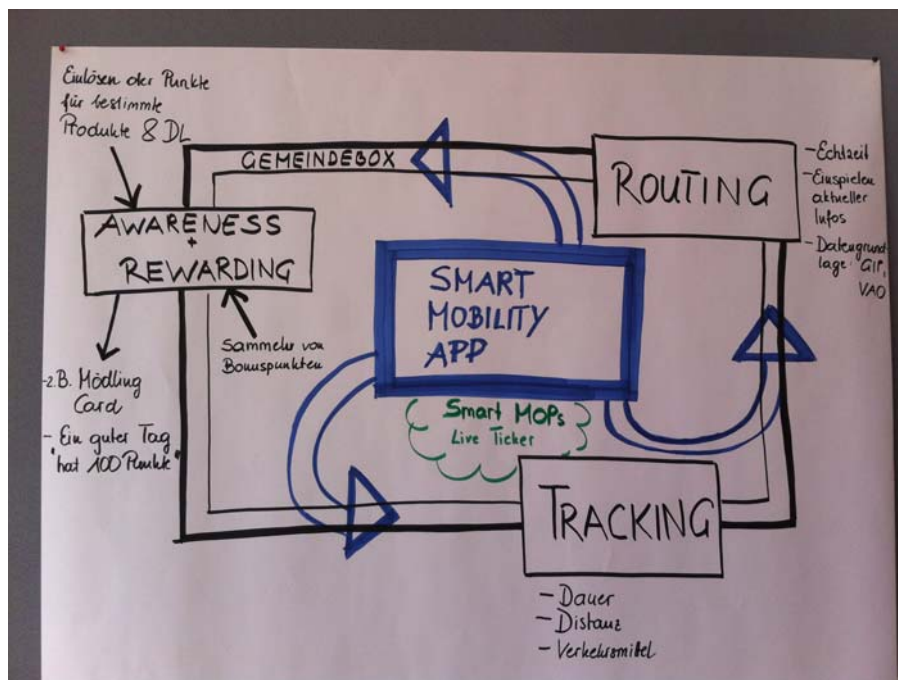 Einlösen der Punkte
für bestimmte
Produkte & DL
GEMEINDEBOX
ROUTING
- Echtzeit
- Einspielen
aktueller
Infos
- Datengrund-
lage: GIP,
VAO
AWARENESS
+
REWARDING
SMART
MOBILITY
APP
Sammeln von
Bonuspunkten
- z.B. Mödling
Card
- Ein guter Tag
"hat 100 Punkte"
Smart MOPs
Live Ticker
TRACKING
- Dauer
- Distanz
- Verkehrsmittel